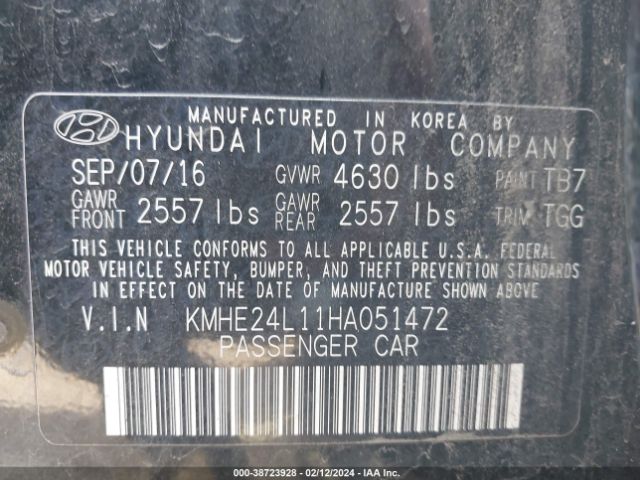 MANUFACTURED IN KOREA BY
HYUNDAI MOTOR COMPANY
SEP/07/16 GVWR 4630 lbs PAINT TB7
GAWR FRONT 2557 lbs GAWR REAR 2557 lbs TRIM TGG
THIS VEHICLE CONFORMS TO ALL APPLICABLE U.S.A. FEDERAL
MOTOR VEHICLE SAFETY, BUMPER, AND THEFT PREVENTION STANDARDS
IN EFFECT ON THE DATE OF MANUFACTURE SHOWN ABOVE
V.I.N KMHE24L11HA051472
PASSENGER CAR
000-38723928 - 02/12/2024 - IAA Inc.